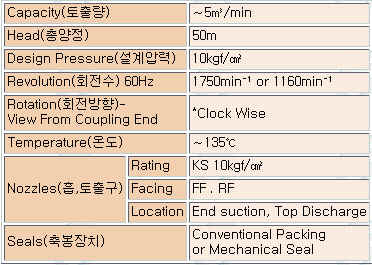 Capacity(토출량) ~5㎥/min
Head(총양정) 50m
Design Pressure(설계압력) 10kgf/㎠
Revolution(회전수) 60Hz 1750min⁻¹ or 1160min⁻¹
Rotation(회전방향)-
View From Coupling End *Clock Wise
Temperature(온도) ~135℃
Nozzles(흡,토출구) Rating KS 10kgf/㎠
Facing FF . RF
Location End suction, Top Discharge
Seals(축봉장치) Conventional Packing
or Mechanical Seal